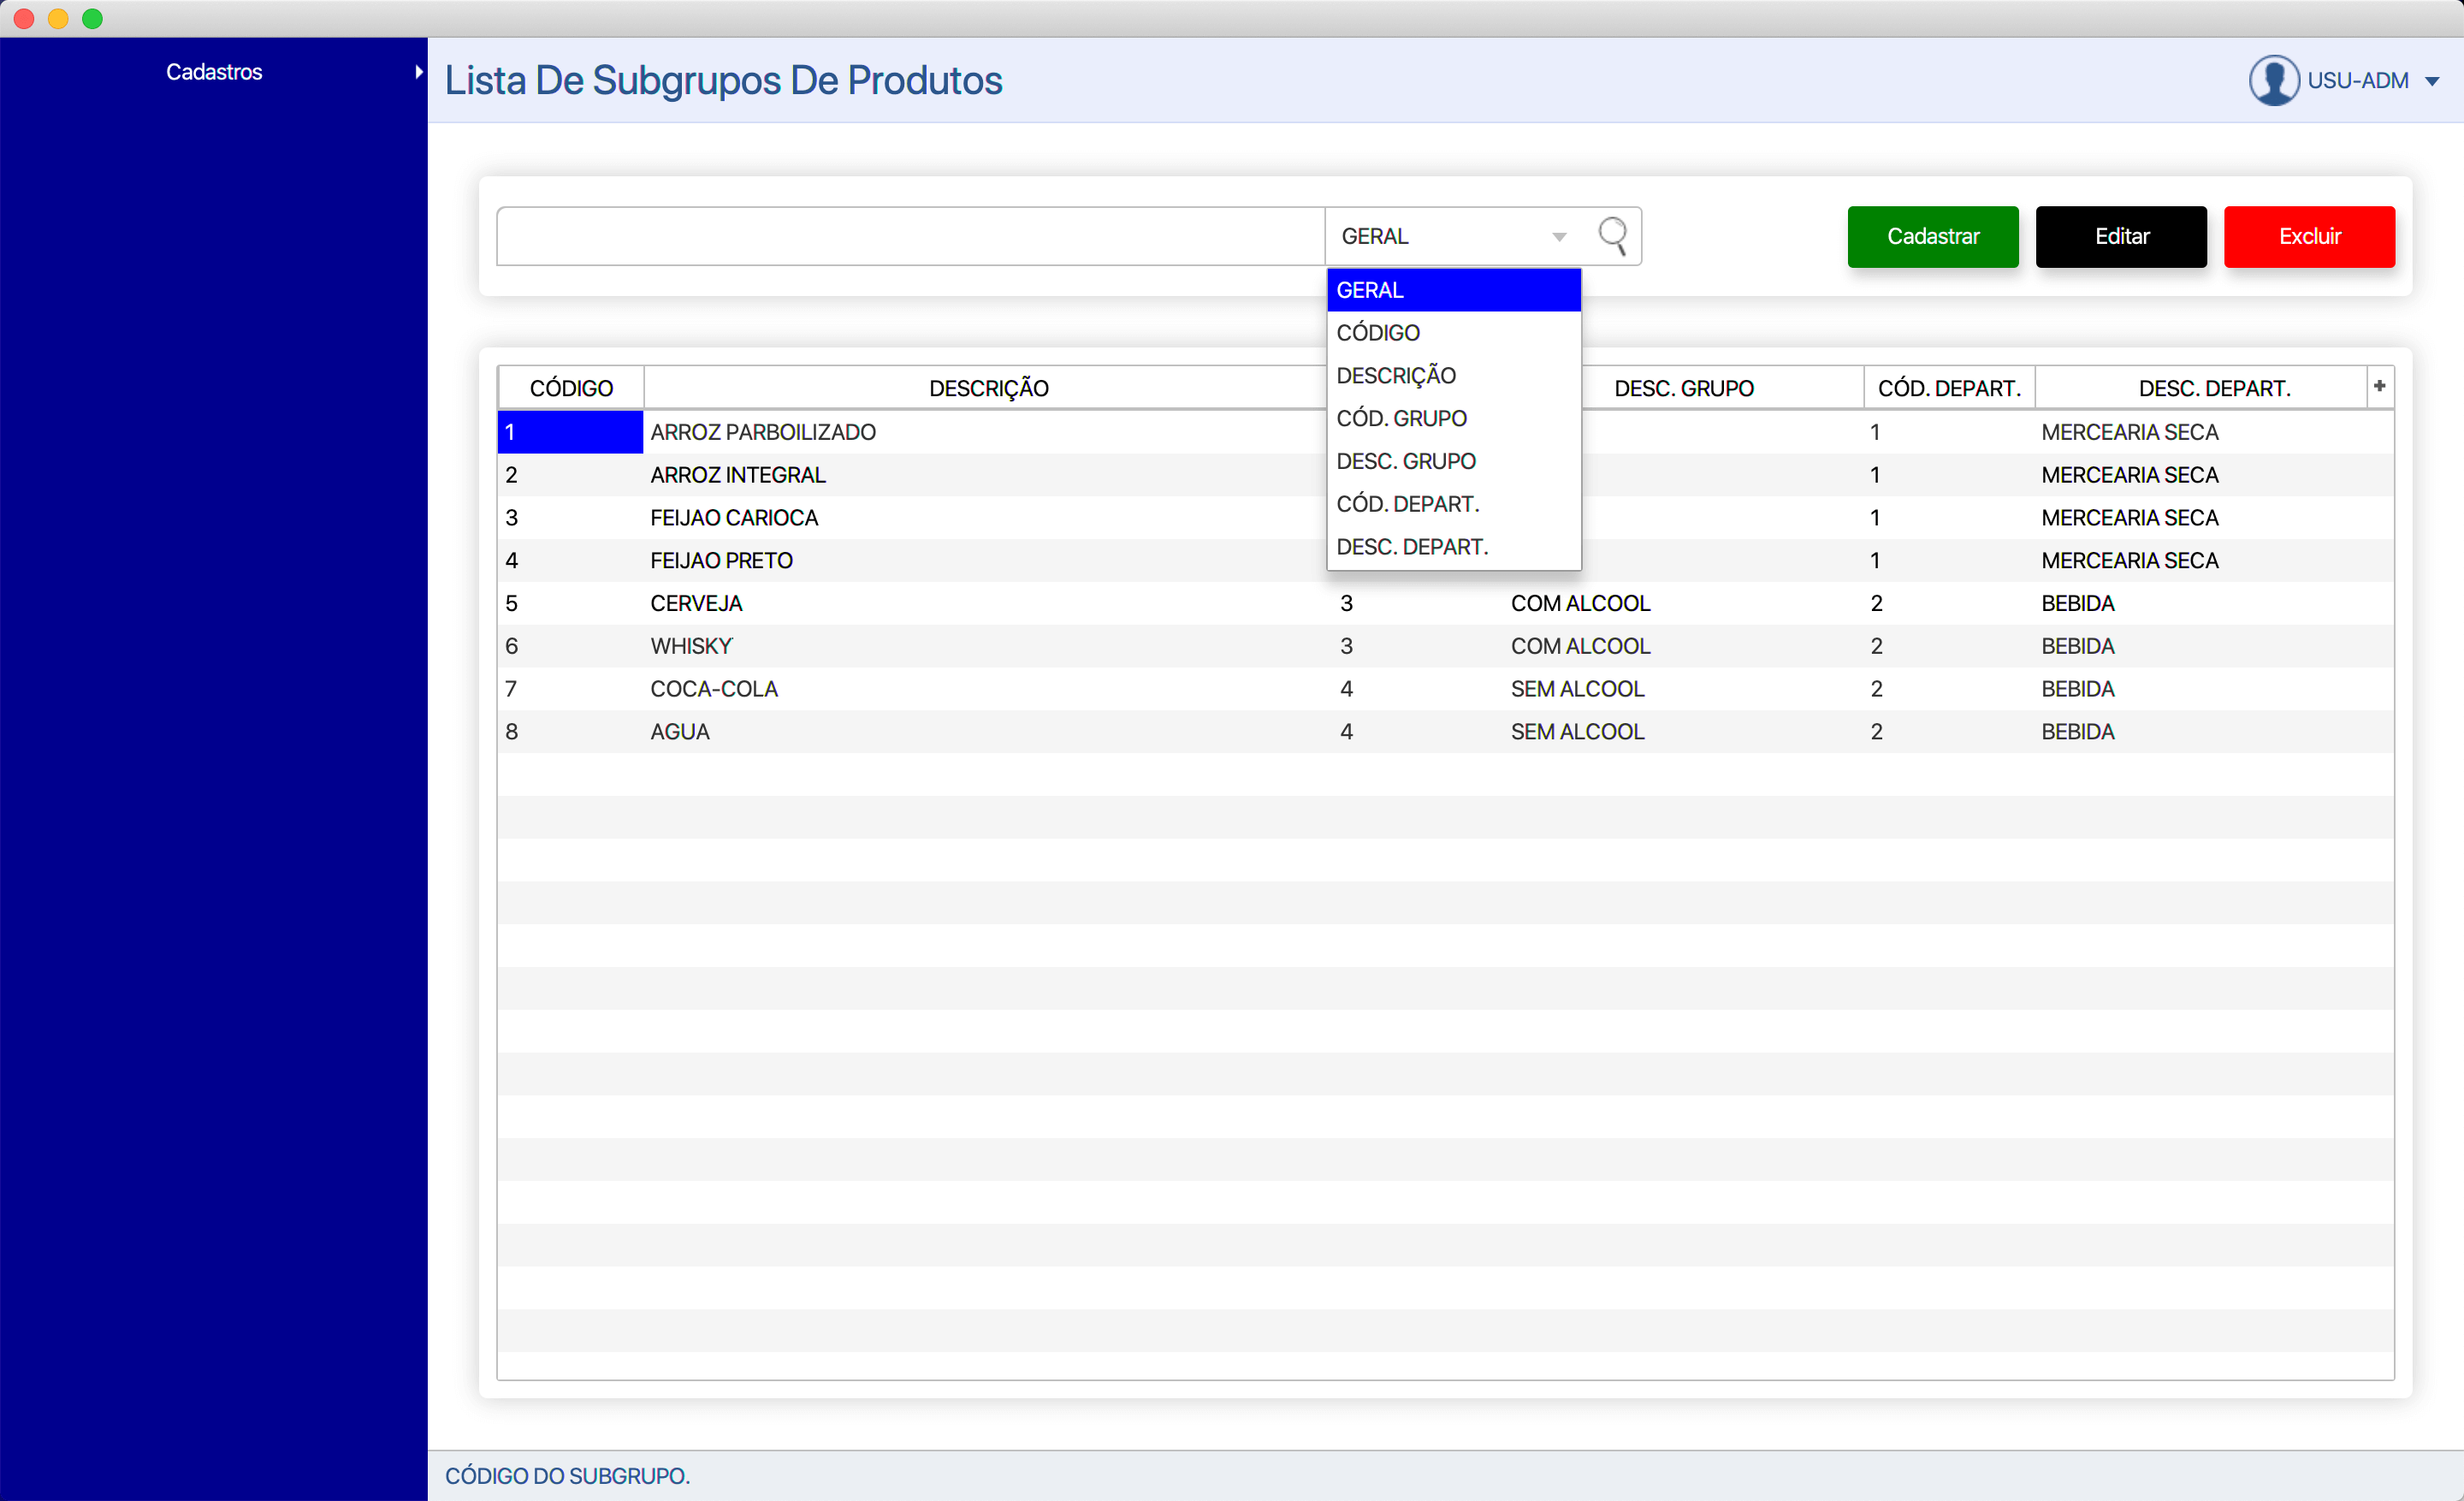 Cadastros
Lista De Subgrupos De Produtos
USU-ADM
GERAL
Cadastrar Editar Excluir
GERAL
CÓDIGO
DESCRIÇÃO
CÓD. GRUPO
DESC. GRUPO
CÓD. DEPART.
DESC. DEPART.
CÓDIGO DESCRIÇÃO DESC. GRUPO CÓD. DEPART. DESC. DEPART. +
1 ARROZ PARBOILIZADO 1 MERCEARIA SECA
2 ARROZ INTEGRAL 1 MERCEARIA SECA
3 FEIJAO CARIOCA 1 MERCEARIA SECA
4 FEIJAO PRETO 1 MERCEARIA SECA
5 CERVEJA 3 COM ALCOOL 2 BEBIDA
6 WHISKY 3 COM ALCOOL 2 BEBIDA
7 COCA-COLA 4 SEM ALCOOL 2 BEBIDA
8 AGUA 4 SEM ALCOOL 2 BEBIDA
CÓDIGO DO SUBGRUPO.